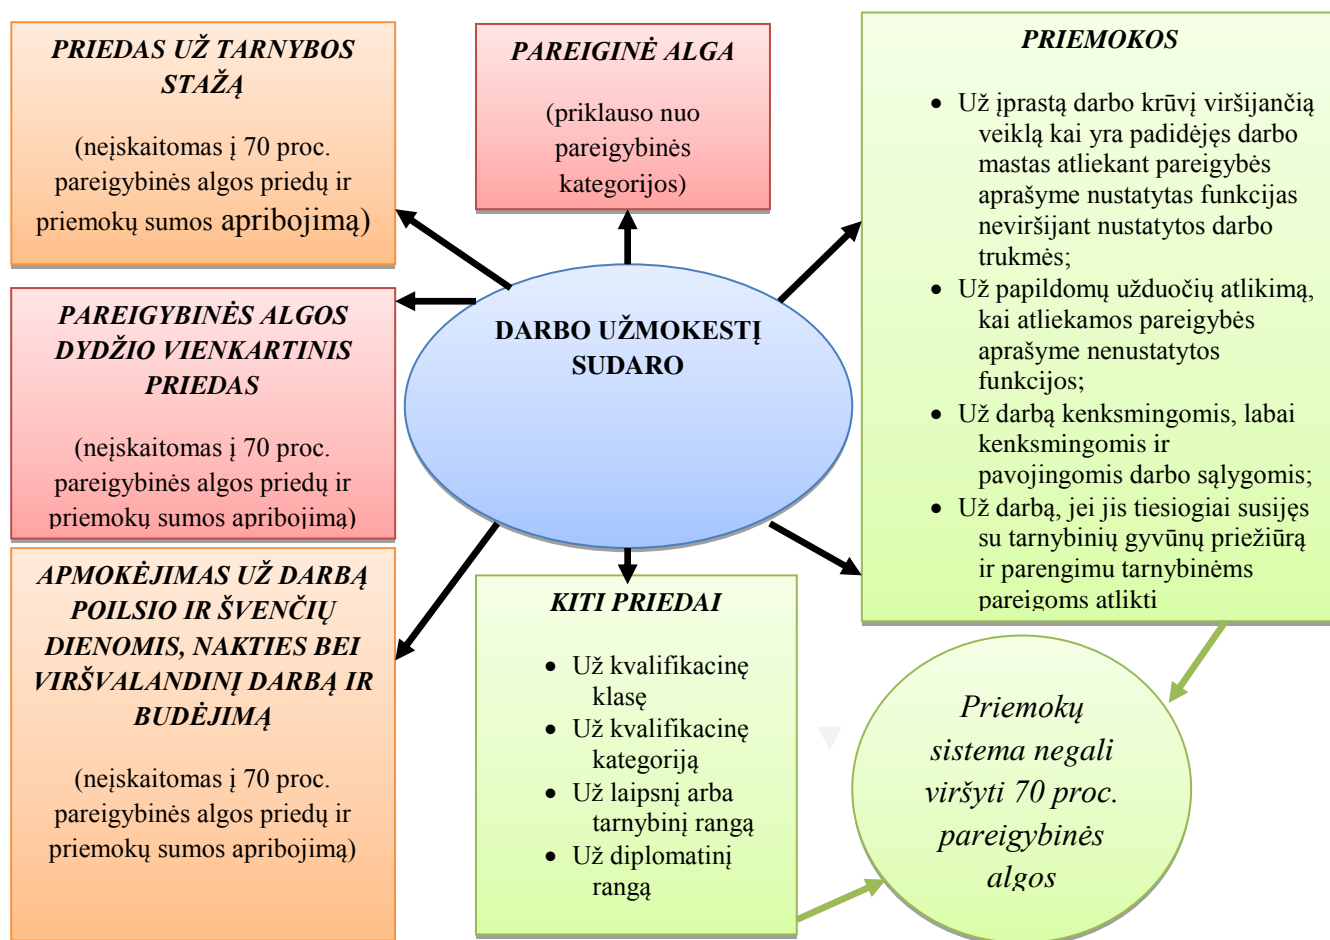 PRIEDAS UŽ TARNYBOS
STAŽĄ
(neįskaitomas į 70 proc.
pareigybinės algos priedų ir
priemokų sumos apribojimą)
PAREIGINĖ ALGA
(priklauso nuo
pareigybinės
kategorijos)
PRIEMOKOS
• Už įprastą darbo krūvį viršijančią
veiklą kai yra padidėjęs darbo
mastas atliekant pareigybės
aprašyme nustatytas funkcijas
neviršijant nustatytos darbo
trukmės;
• Už papildomų užduočių atlikimą,
kai atliekamos pareigybės
aprašyme nenustatytos
funkcijos;
• Už darbą kenksmingomis, labai
kenksmingomis ir
pavojingomis darbo sąlygomis;
• Už darbą, jei jis tiesiogiai susijęs
su tarnybinių gyvūnų priežiūrą
ir parengimu tarnybinėms
pareigoms atlikti
DARBO UŽMOKESTĮ
SUDARO
PAREIGYBINĖS ALGOS
DYDŽIO VIENKARTINIS
PRIEDAS
(neįskaitomas į 70 proc.
pareigybinės algos priedų ir
priemokų sumos apribojimą)
APMOKĖJIMAS UŽ DARBĄ
POILSIO IR ŠVENČIŲ
DIENOMIS, NAKTIES BEI
VIRŠVALANDINĮ DARBĄ IR
BUDĖJIMĄ
(neįskaitomas į 70 proc.
pareigybinės algos priedų ir
priemokų sumos apribojimą)
KITI PRIEDAI
• Už kvalifikacinę
klasę
• Už kvalifikacinę
kategoriją
• Už laipsnį arba
tarnybinį rangą
• Už diplomatinį
rangą
Priemokų
sistema negali
viršyti 70 proc.
pareigybinės
algos